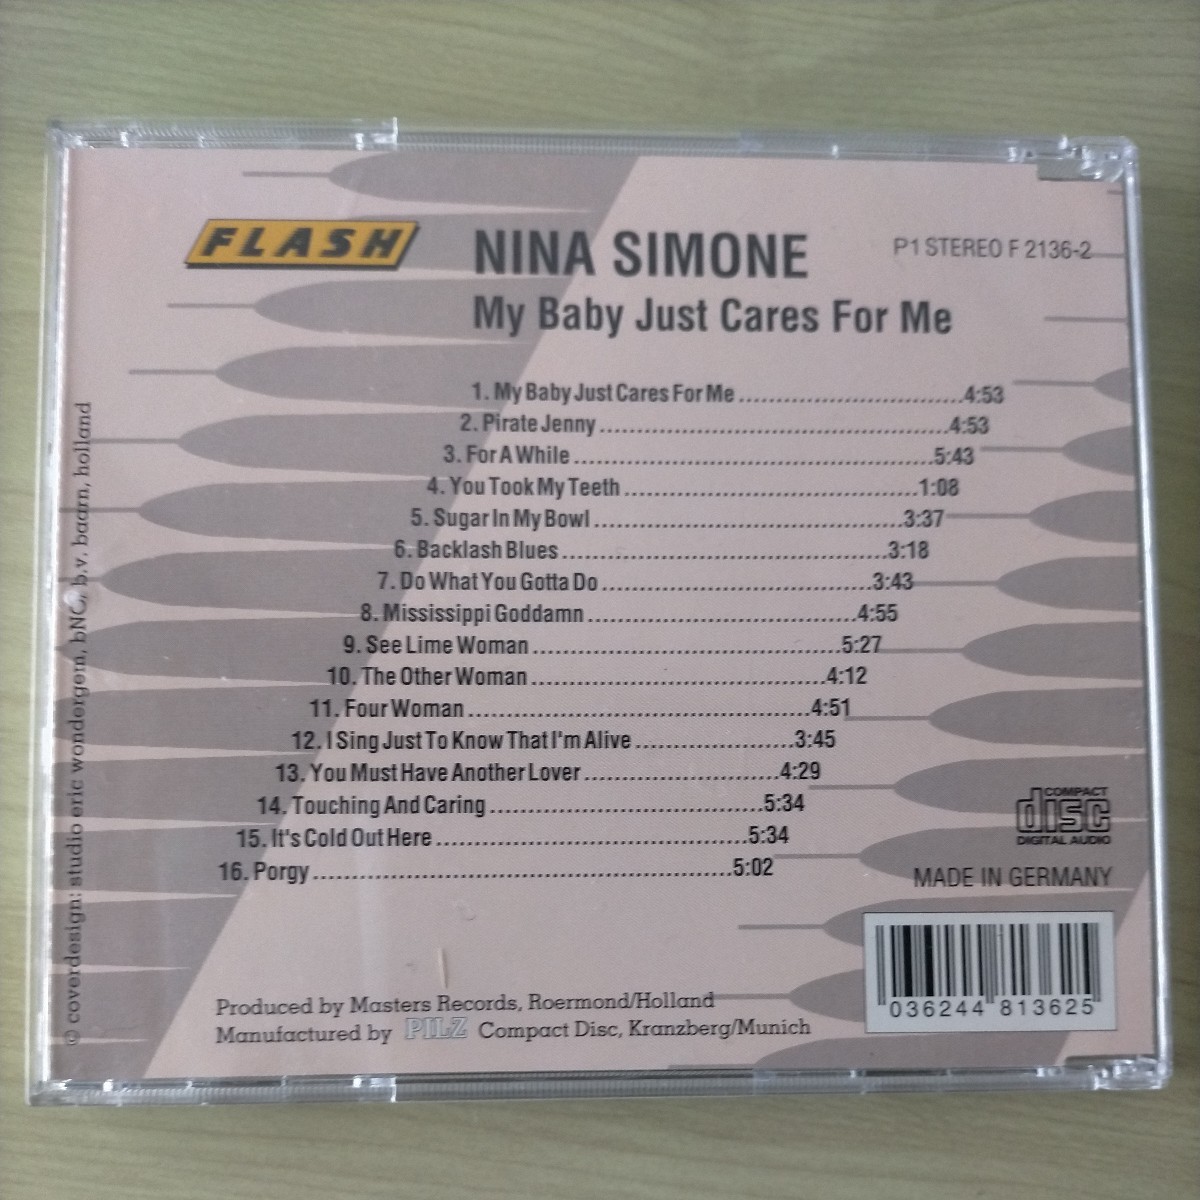 FLASH
NINA SIMONE
P1 STEREO F 2136-2
My Baby Just Cares For Me
1. My Baby Just Cares For Me ................................4:53
2. Pirate Jenny..................................................4:53
3. For A While...................................................5:43
4. You Took My Teeth..........................................1:08
5. Sugar In My Bowl............................................3:37
6. Backlash Blues..............................................3:18
7. Do What You Gotta Do.......................................3:43
8. Mississippi Goddamn........................................4:55
9. See Lime Woman............................................5:27
10. The Other Woman..........................................4:12
11. Four Woman.................................................4:51
12. I Sing Just To Know That I'm Alive.......................3:45
13. You Must Have Another Lover.............................4:29
14. Touching And Caring.......................................5:34
15. It's Cold Out Here...........................................5:34
16. Porgy..........................................................5:02
COMPACT
disc
DIGITAL AUDIO
MADE IN GERMANY
036244 813625
Produced by Masters Records, Roermond/Holland
Manufactured by PILZ Compact Disc, Kranzberg/Munich
© coverdesign: studio eric wondergem, bNO, b.v. baarn, holland